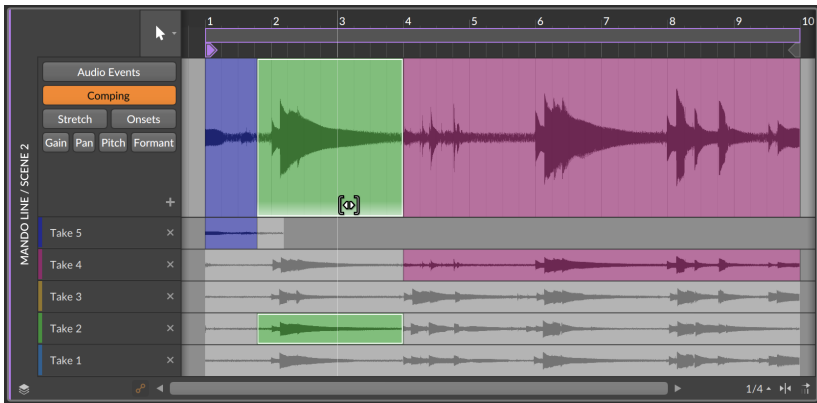 1 2 3 4 5 6 7 8 9 10
Audio Events
Comping
Stretch Onsets
Gain Pan Pitch Formant
+
MANDO LINE / SCENE 2
Take 5 ×
Take 4 ×
Take 3 ×
Take 2 ×
Take 1 ×
1/4